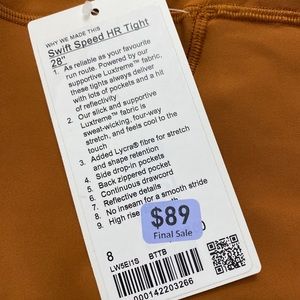 WHY WE MADE THIS
Swift Speed HR Tight
28"
1. As reliable as your favourite
run route. Powered by our
supportive Luxtreme™ fabric,
these tights always deliver
with lots of pockets and a hit
of reflectivity
2. Our slick and supportive
Luxtreme™ fabric is
sweat-wicking, four-way
stretch, and feels cool to the
touch
3. Added Lycra® fibre for stretch
and shape retention
4. Side drop-in pockets
5. Back zippered pocket
6. Continuous drawcord
7. Reflective details
8. No inseam for a smooth stride
9. High rise
$89
Final Sale
8
LW5EI1S BTTB
000142203266